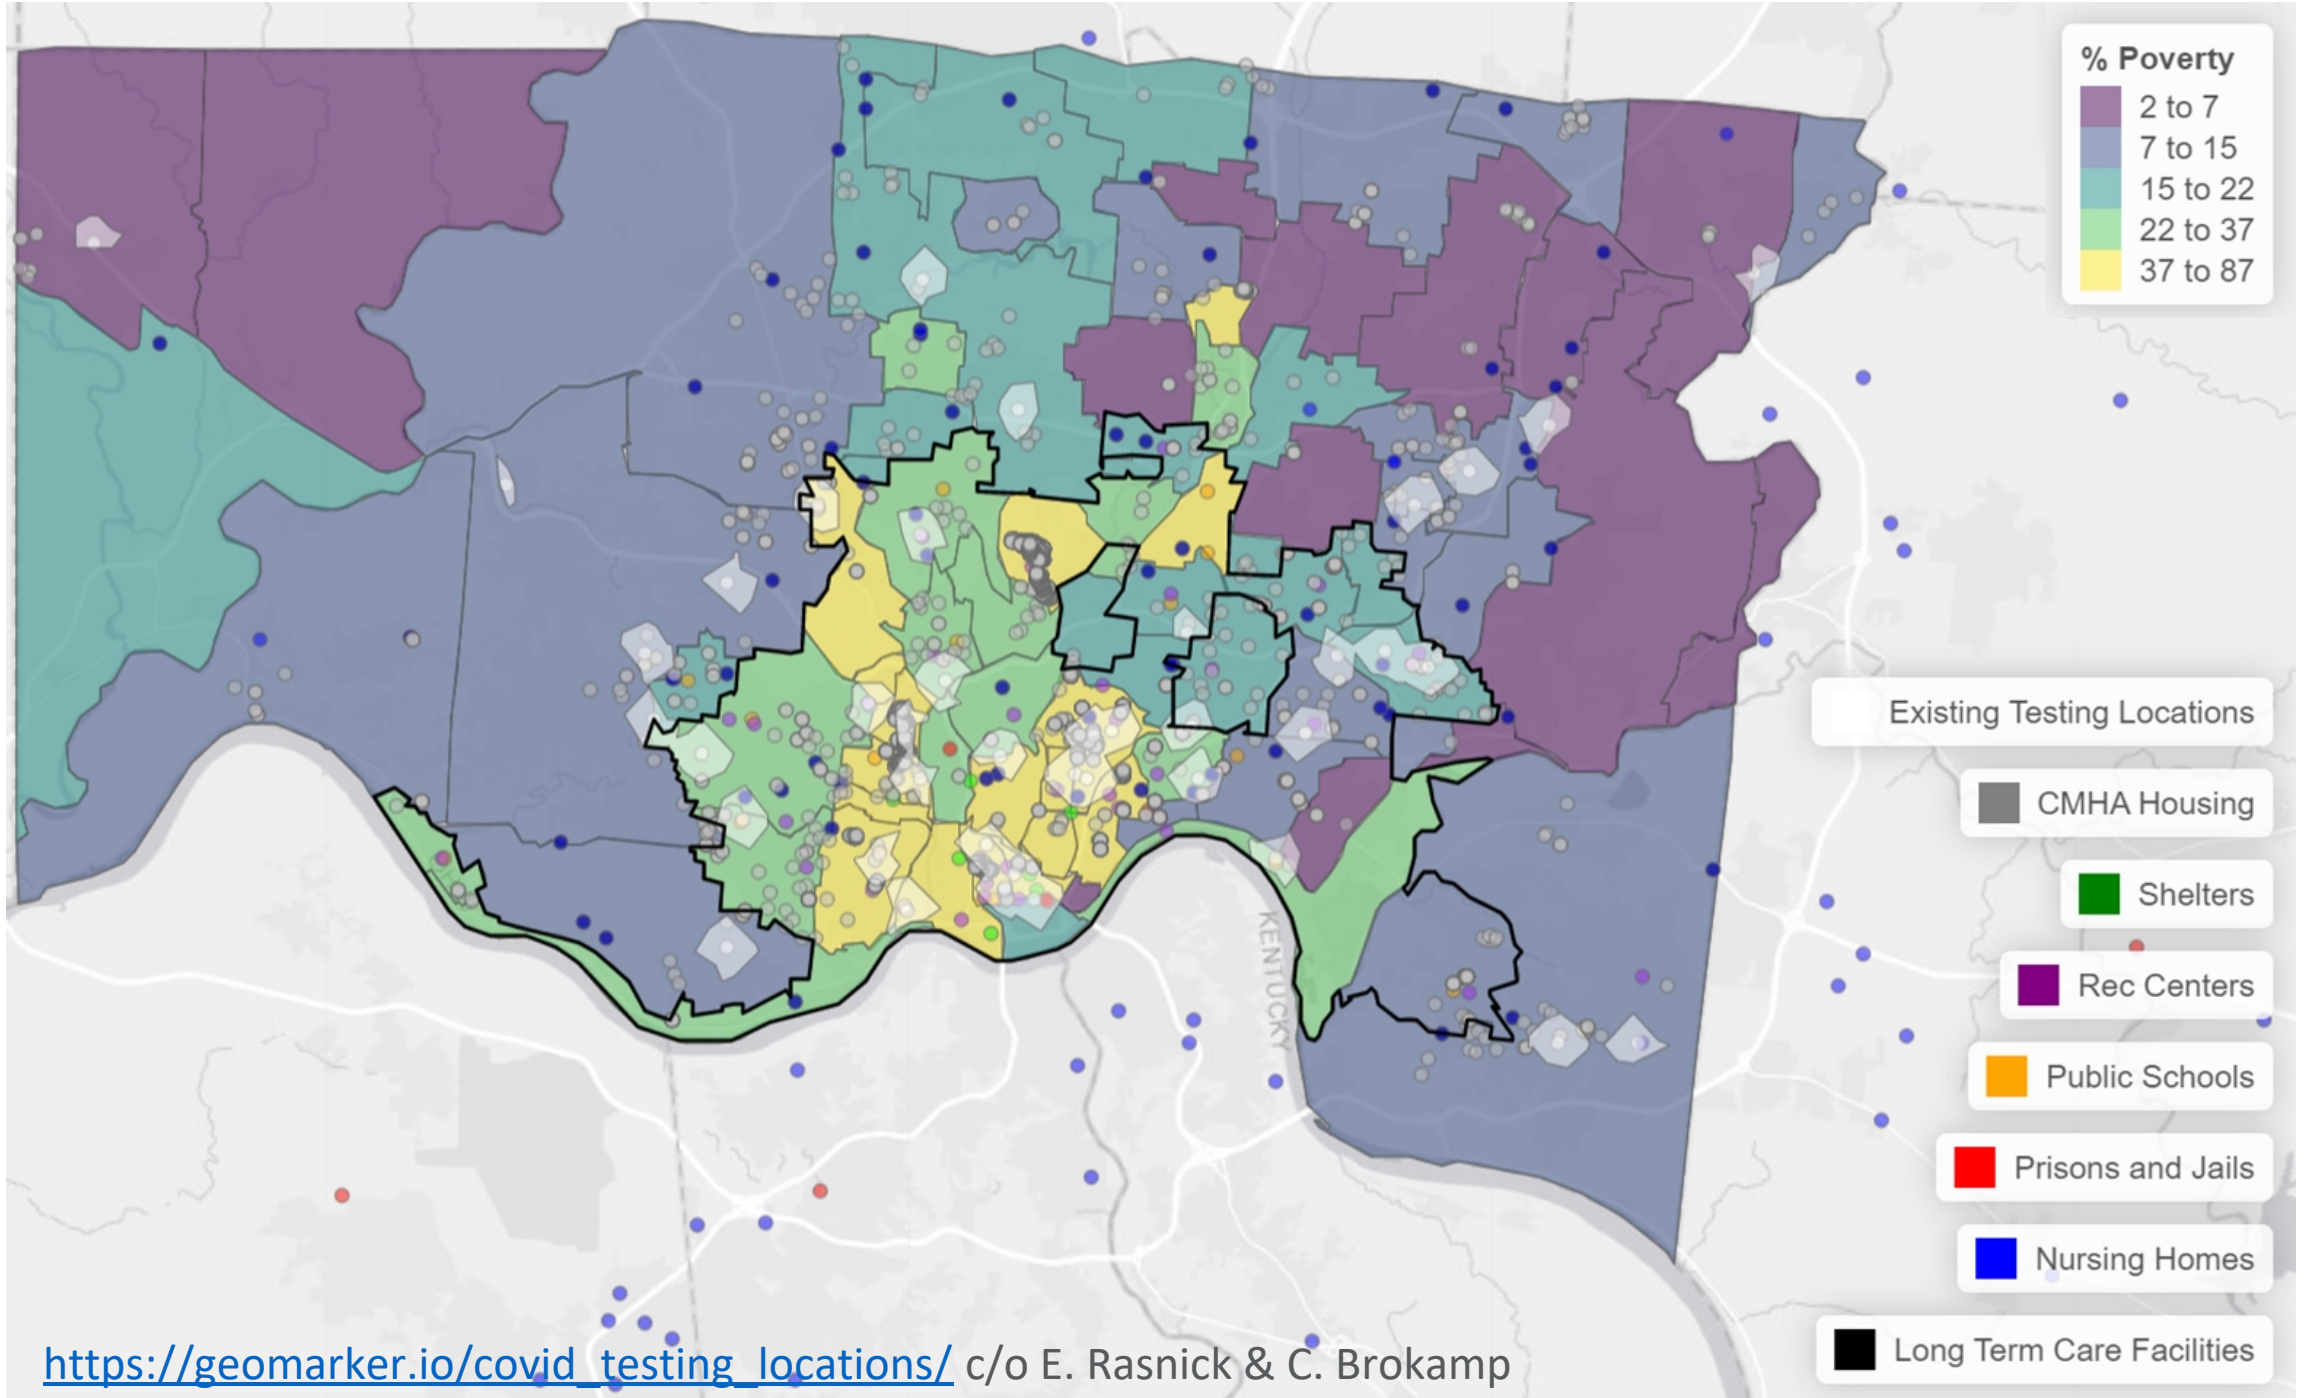 % Poverty
2 to 7
7 to 15
15 to 22
22 to 37
37 to 87
Existing Testing Locations
CMHA Housing
Shelters
KENTUCKY
Rec Centers
Public Schools
Prisons and Jails
Nursing Homes
Long Term Care Facilities
https://geomarker.io/covid_testing_locations/ c/o E. Rasnick & C. Brokamp